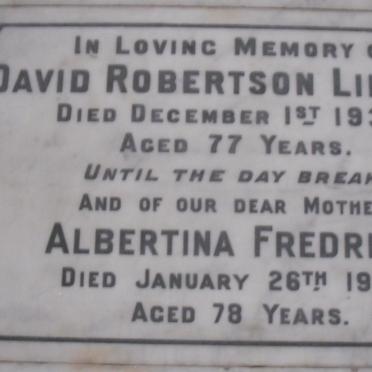 IN LOVING MEMORY
DAVID ROBERTSON
DIED DECEMBER 1ST
AGED 77 YEARS.
UNTIL THE DAY
AND OF OUR DEAR
ALBERTINA
DIED JANUARY 26TH
AGED 78 YEARS.